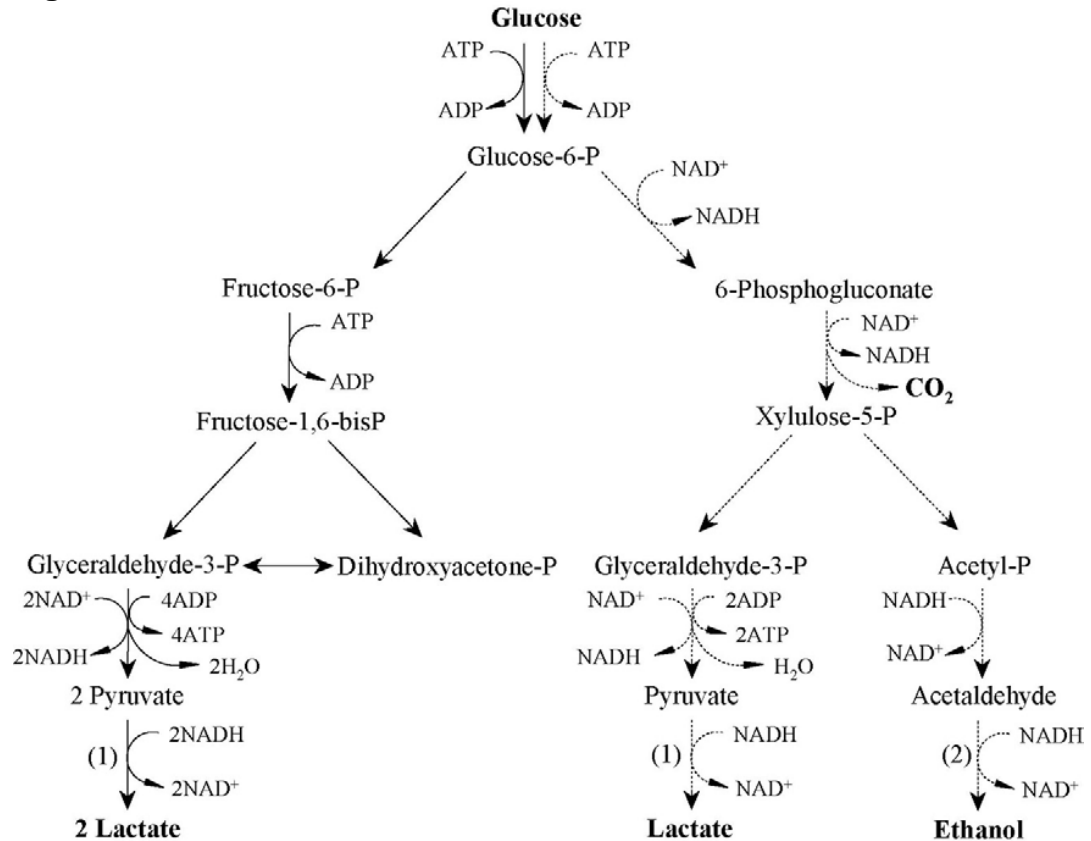 Glucose
ATP ATP
ADP ADP
Glucose-6-P
NAD⁺
NADH
Fructose-6-P 6-Phosphogluconate
ATP NAD⁺
NADH
ADP CO₂
Fructose-1,6-bisP Xylulose-5-P
Glyceraldehyde-3-P Dihydroxyacetone-P Glyceraldehyde-3-P Acetyl-P
2NAD⁺ 4ADP NAD⁺ 2ADP NADH
4ATP 2ATP
2NADH 2H₂O NADH H₂O NAD⁺
2 Pyruvate Pyruvate Acetaldehyde
(1) 2NADH (1) NADH (2) NADH
2NAD⁺ NAD⁺ NAD⁺
2 Lactate Lactate Ethanol